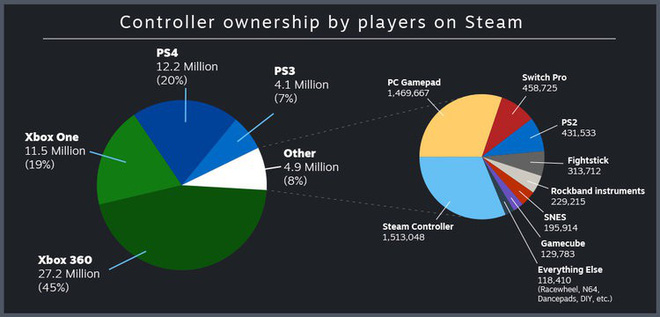 Controller ownership by players on Steam
PS4
12.2 Million
(20%)
PS3
4.1 Million
(7%)
Xbox One
11.5 Million
(19%)
Other
4.9 Million
(8%)
Xbox 360
27.2 Million
(45%)
PC Gamepad
1,469,667
Switch Pro
458,725
PS2
431,533
Fightstick
313,712
Rockband instruments
229,215
SNES
195,914
Gamecube
129,783
Everything Else
118,410
(Racewheel, N64,
Dancepads, DIY, etc.)
Steam Controller
1,513,048